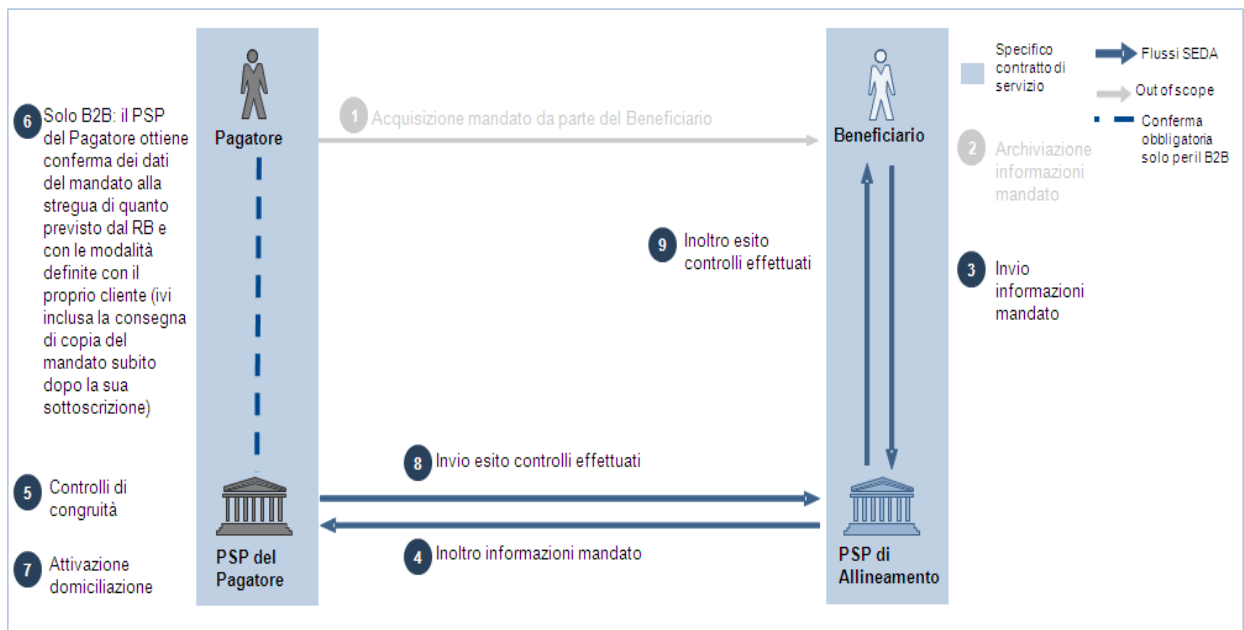 6
Solo B2B: il PSP
del Pagatore ottiene
conferma dei dati
del mandato alla
stregua di quanto
previsto dal RB e
con le modalità
definite con il
proprio cliente (ivi
inclusa la consegna
di copia del
mandato subito
dopo la sua
sottoscrizione)
5
Controlli di
congruità
7
Attivazione
domiciliazione
Pagatore
PSP del
Pagatore
1
Acquisizione mandato da parte del Beneficiario
9
Inoltro esito
controlli effettuati
8
Invio esito controlli effettuati
4
Inoltro informazioni mandato
Beneficiario
PSP di
Allineamento
2
Archiviazione
informazioni
mandato
3
Invio
informazioni
mandato
Specifico
contratto di
servizio
Flussi SEDA
Out of scope
Conferma
obbligatoria
solo per il B2B